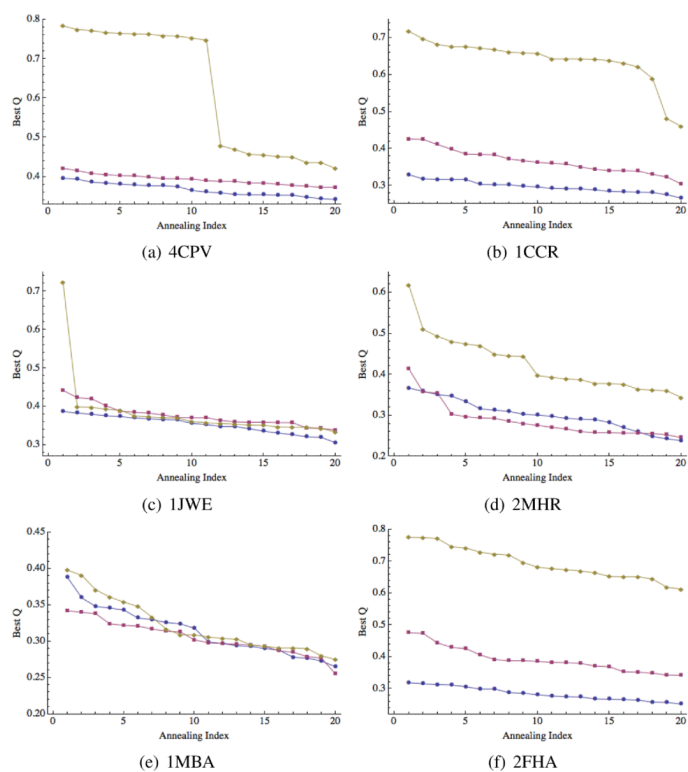 0.8
0.7
0.6
0.5
0.4
Best Q
0 5 10 15 20
Annealing Index
(a) 4CPV
0.7
0.6
0.5
0.4
0.3
Best Q
0 5 10 15 20
Annealing Index
(b) 1CCR
0.7
0.6
0.5
0.4
0.3
Best Q
0 5 10 15 20
Annealing Index
(c) 1JWE
0.6
0.5
0.4
0.3
0.2
Best Q
0 5 10 15 20
Annealing Index
(d) 2MHR
0.45
0.40
0.35
0.30
0.25
0.20
Best Q
0 5 10 15 20
Annealing Index
(e) 1MBA
0.8
0.7
0.6
0.5
0.4
0.3
Best Q
0 5 10 15 20
Annealing Index
(f) 2FHA